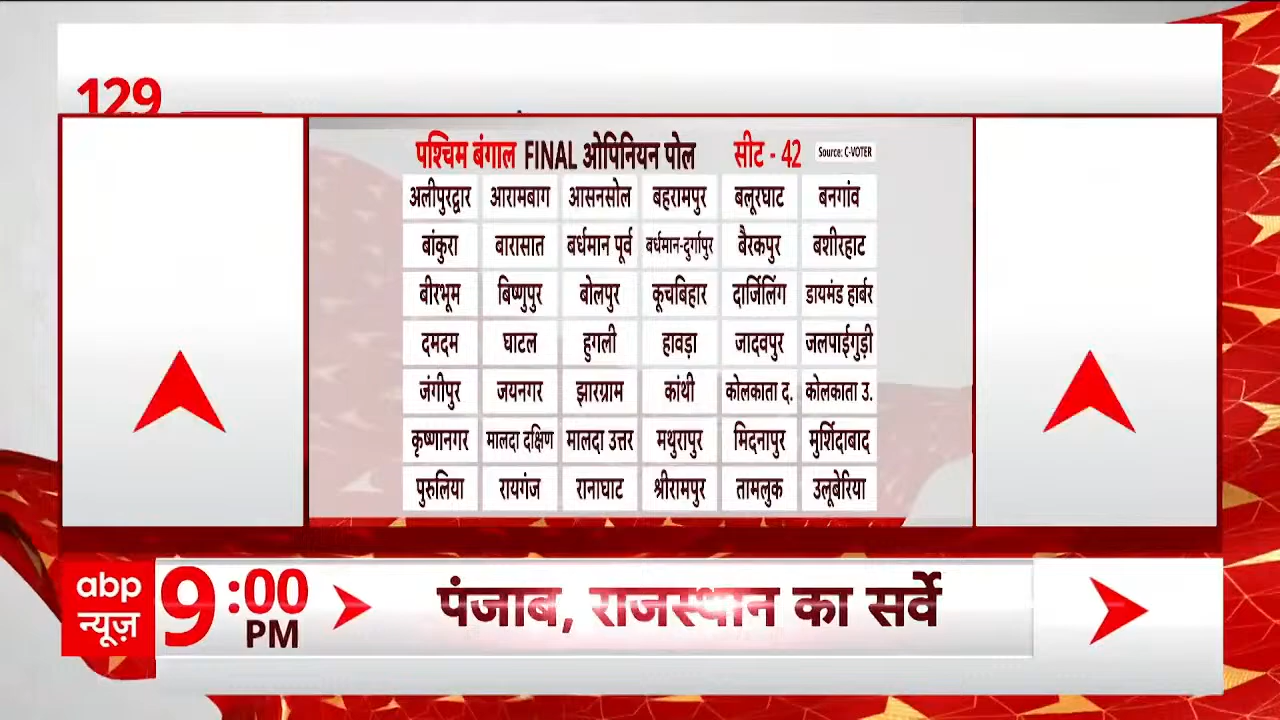 129
पश्चिम बंगाल FINAL ओपिनियन पोल सीट - 42 Source: C-VOTER
अलीपुरद्वार आरामबाग आसनसोल बहरामपुर बलूरघाट बनगांव
बांकुरा बारासात बर्धमान पूर्व वर्धमान-दुर्गापुर बैरकपुर बशीरहाट
बीरभूम बिष्णुपुर बोलपुर कूचबिहार दार्जिलिंग डायमंड हार्बर
दमदम घाटल हुगली हावड़ा जादवपुर जलपाईगुड़ी
जंगीपुर जयनगर झारग्राम कांथी कोलकाता द. कोलकाता उ.
कृष्णानगर मालदा दक्षिण मालदा उत्तर मथुरापुर मिदनापुर मुर्शिदाबाद
पुरुलिया रायगंज रानाघाट श्रीरामपुर तामलुक उलूबेरिया
abp
न्यूज़
9:00
PM
पंजाब, राजस्थान का सर्वे